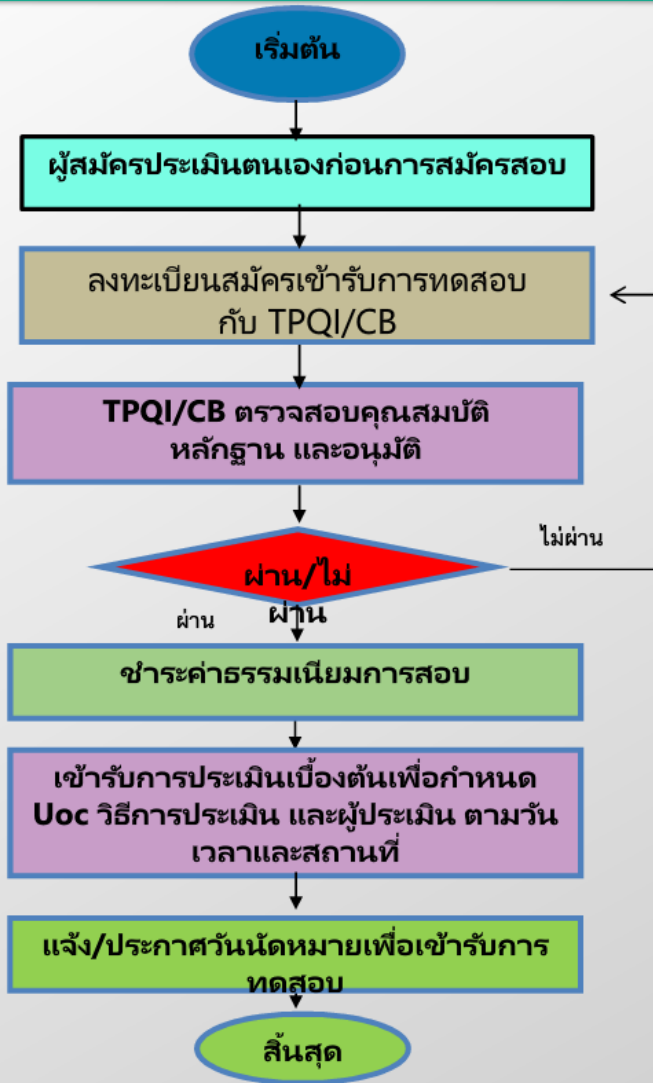 เริ่มต้น
ผู้สมัครประเมินตนเองก่อนการสมัครสอบ
ลงทะเบียนสมัครเข้ารับการทดสอบ
กับ TPQI/CB
TPQI/CB ตรวจสอบคุณสมบัติ
หลักฐาน และอนุมัติ
ไม่ผ่าน
ผ่าน/ไม่
ผ่าน
ผ่าน
ชำระค่าธรรมเนียมการสอบ
เข้ารับการประเมินเบื้องต้นเพื่อกำหนด
Uoc วิธีการประเมิน และผู้ประเมิน ตามวัน
เวลาและสถานที่
แจ้ง/ประกาศวันนัดหมายเพื่อเข้ารับการ
ทดสอบ
สิ้นสุด